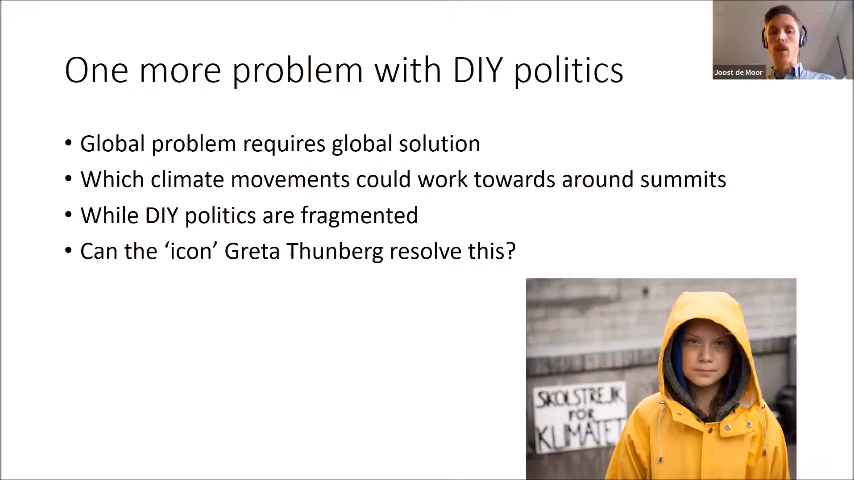 One more problem with DIY politics
Joost de Moor
• Global problem requires global solution
• Which climate movements could work towards around summits
• While DIY politics are fragmented
• Can the ‘icon’ Greta Thunberg resolve this?
SKOLSTREJK
FÖR
KLIMATET